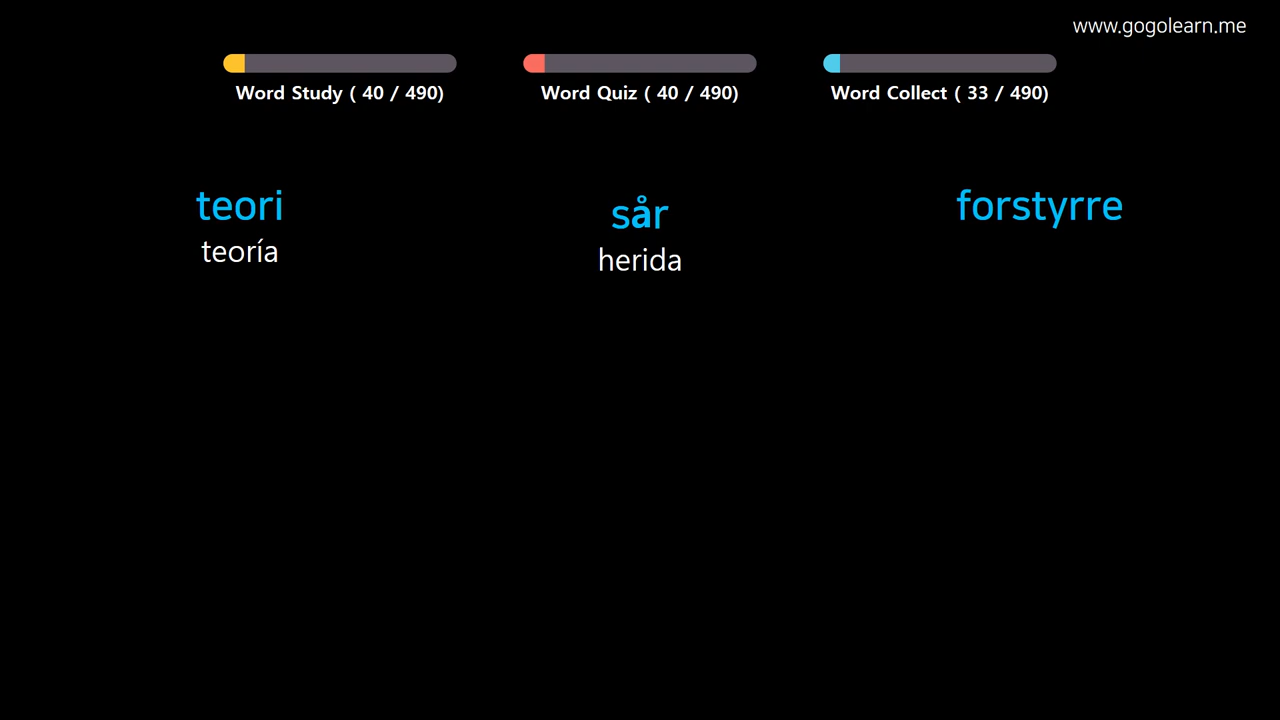 www.gogolearn.me
Word Study ( 40 / 490)
Word Quiz ( 40 / 490)
Word Collect ( 33 / 490)
teori
teoría
sår
herida
forstyrre